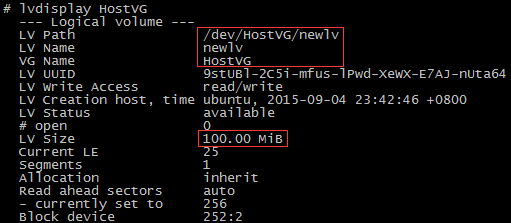 # lvdisplay HostVG
--- Logical volume ---
LV Path /dev/HostVG/newlv
LV Name newlv
VG Name HostVG
LV UUID 9stUBl-2C5i-mfus-lPwd-XeWX-E7AJ-nUta64
LV Write Access read/write
LV Creation host, time ubuntu, 2015-09-04 23:42:46 +0800
LV Status available
# open 0
LV Size 100.00 MiB
Current LE 25
Segments 1
Allocation inherit
Read ahead sectors auto
- currently set to 256
Block device 252:2